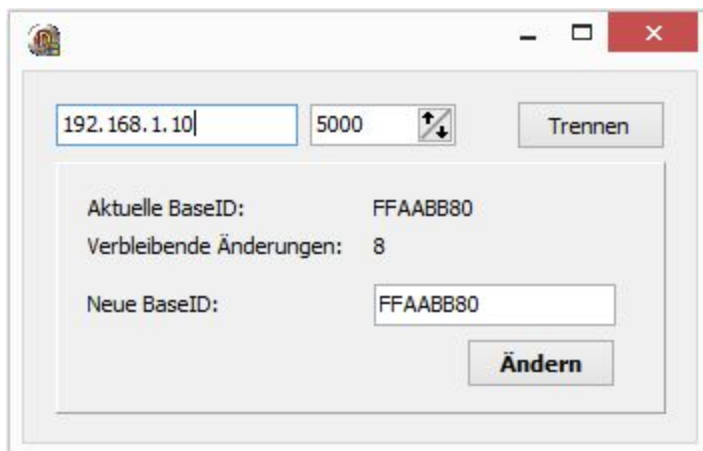 192.168.1.10 5000 Trennen
Aktuelle BaseID: FFAABB80
Verbleibende Änderungen: 8
Neue BaseID: FFAABB80
Ändern